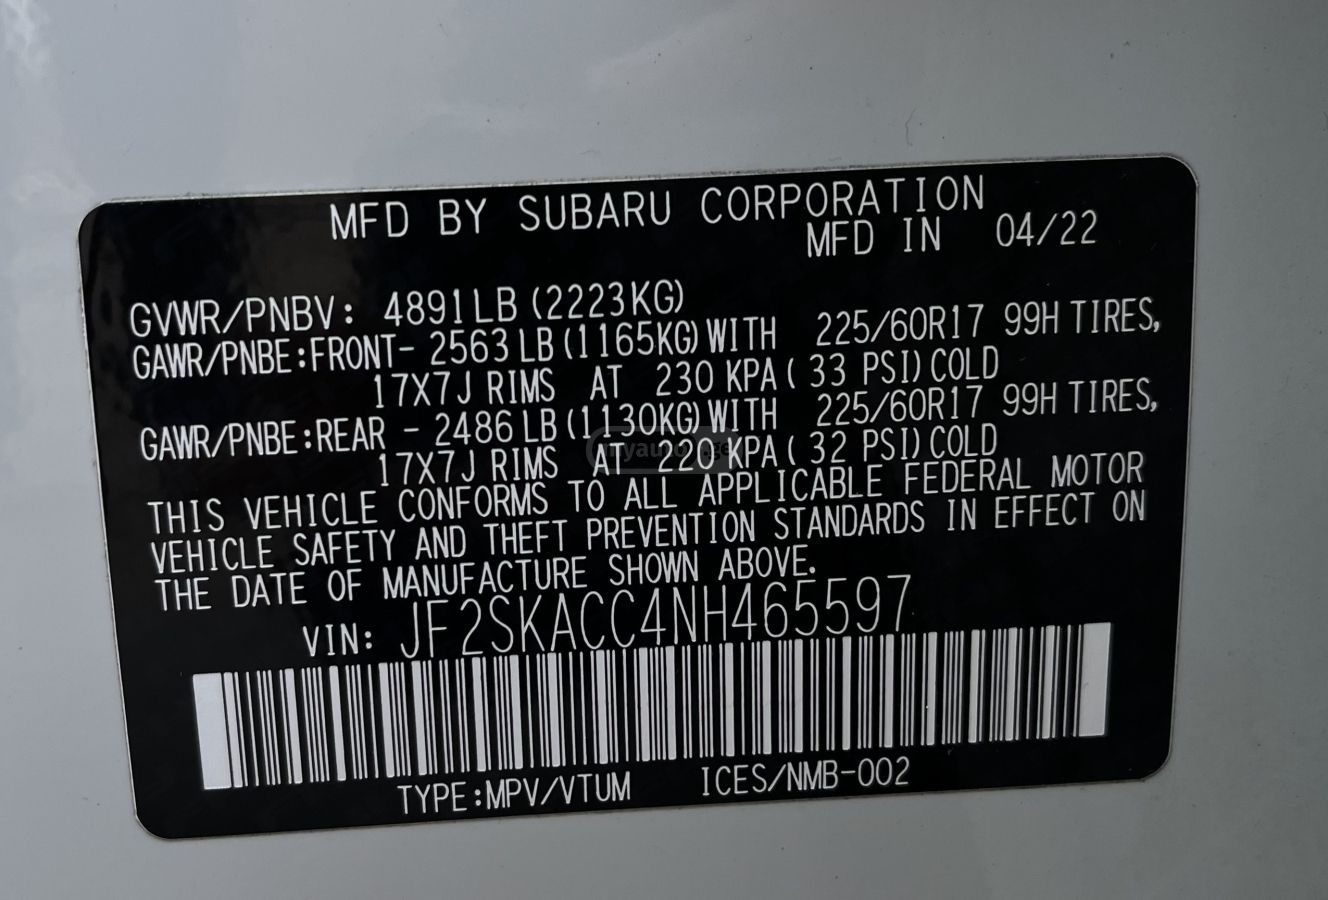 MFD BY SUBARU CORPORATION
MFD IN 04/22
GVWR/PNBV: 4891LB (2223KG)
GAWR/PNBE:FRONT- 2563 LB (1165KG) WITH 225/60R17 99H TIRES,
17X7J RIMS AT 230 KPA ( 33 PSI) COLD
GAWR/PNBE:REAR - 2486 LB (1130KG) WITH 225/60R17 99H TIRES,
17X7J RIMS AT 220 KPA ( 32 PSI) COLD
myauto.ge
THIS VEHICLE CONFORMS TO ALL APPLICABLE FEDERAL MOTOR
VEHICLE SAFETY AND THEFT PREVENTION STANDARDS IN EFFECT ON
THE DATE OF MANUFACTURE SHOWN ABOVE.
VIN: JF2SKACC4NH465597
TYPE:MPV/VTUM ICES/NMB-002